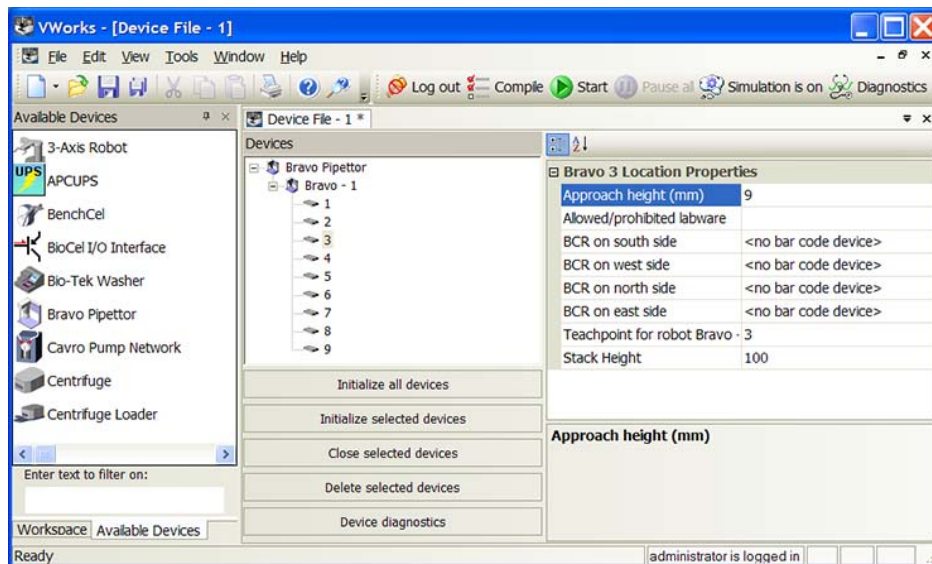 VWorks - [Device File - 1]
File Edit View Tools Window Help
Log out Compile Start Pause all Simulation is on Diagnostics
Available Devices
3-Axis Robot
UPS
APCUPS
BenchCel
BioCel I/O Interface
Bio-Tek Washer
Bravo Pipettor
Cavro Pump Network
Centrifuge
Centrifuge Loader
Enter text to filter on:
Workspace Available Devices
Device File - 1 *
Devices
Bravo Pipettor
Bravo - 1
1
2
3
4
5
6
7
8
9
Initialize all devices
Initialize selected devices
Close selected devices
Delete selected devices
Device diagnostics
Bravo 3 Location Properties
Approach height (mm) 9
Allowed/prohibited labware
BCR on south side <no bar code device>
BCR on west side <no bar code device>
BCR on north side <no bar code device>
BCR on east side <no bar code device>
Teachpoint for robot Bravo - 3
Stack Height 100
Approach height (mm)
Ready administrator is logged in